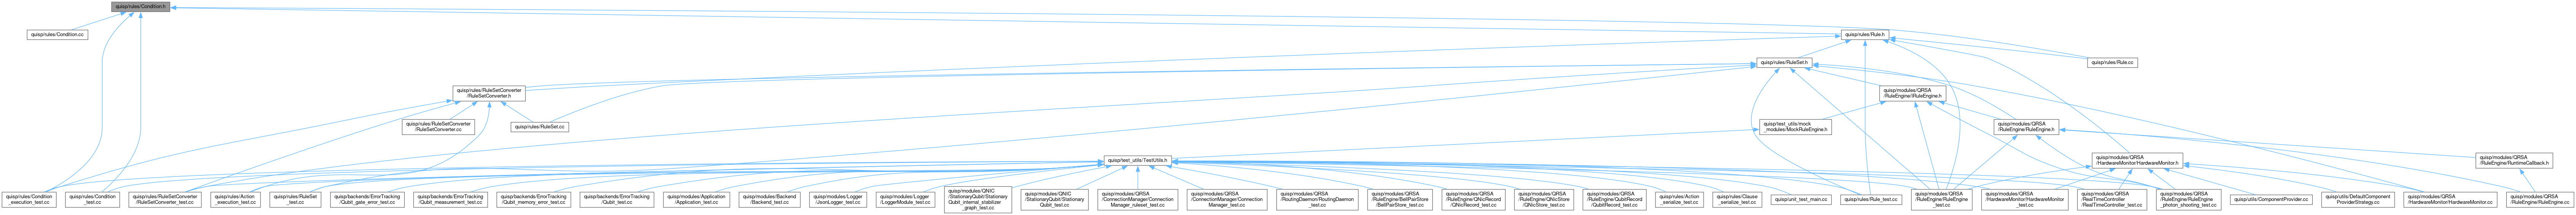 quisp/rules/Condition.h
quisp/rules/Condition.cc
quisp/rules/Rule.h
quisp/rules/RuleSet.h
quisp/rules/Rule.cc
quisp/rules/RuleSetConverter
/RuleSetConverter.h
quisp/modules/QRSA
/RuleEngine/IRuleEngine.h
quisp/rules/RuleSetConverter
/RuleSetConverter.cc
quisp/rules/RuleSet.cc
quisp/test_utils/mock
_modules/MockRuleEngine.h
quisp/modules/QRSA
/RuleEngine/RuleEngine.h
quisp/test_utils/TestUtils.h
quisp/modules/QRSA
/HardwareMonitor/HardwareMonitor.h
quisp/modules/QRSA
/RuleEngine/RuntimeCallback.h
quisp/rules/Condition
_execution_test.cc
quisp/rules/Condition
_test.cc
quisp/rules/RuleSetConverter
/RuleSetConverter_test.cc
quisp/rules/Action
_execution_test.cc
quisp/rules/RuleSet
_test.cc
quisp/backends/ErrorTracking
/Qubit_gate_error_test.cc
quisp/backends/ErrorTracking
/Qubit_measurement_test.cc
quisp/backends/ErrorTracking
/Qubit_memory_error_test.cc
quisp/backends/ErrorTracking
/Qubit_test.cc
quisp/modules/Application
/Application_test.cc
quisp/modules/Backend
/Backend_test.cc
quisp/modules/Logger
/JsonLogger_test.cc
quisp/modules/Logger
/LoggerModule_test.cc
quisp/modules/QNIC
/StationaryQubit/Stationary
Qubit_internal_stabilizer
_graph_test.cc
quisp/modules/QNIC
/StationaryQubit/Stationary
Qubit_test.cc
quisp/modules/QRSA
/ConnectionManager/Connection
Manager_ruleset_test.cc
quisp/modules/QRSA
/ConnectionManager/Connection
Manager_test.cc
quisp/modules/QRSA
/RoutingDaemon/RoutingDaemon
_test.cc
quisp/modules/QRSA
/RuleEngine/BellPairStore
/BellPairStore_test.cc
quisp/modules/QRSA
/RuleEngine/QNicRecord
/QNicRecord_test.cc
quisp/modules/QRSA
/RuleEngine/QNicStore
/QNicStore_test.cc
quisp/modules/QRSA
/RuleEngine/QubitRecord
/QubitRecord_test.cc
quisp/rules/Action
_serialize_test.cc
quisp/rules/Clause
_serialize_test.cc
quisp/unit_test_main.cc
quisp/rules/Rule_test.cc
quisp/modules/QRSA
/RuleEngine/RuleEngine
_test.cc
quisp/modules/QRSA
/HardwareMonitor/HardwareMonitor
_test.cc
quisp/modules/QRSA
/RealTimeController
/RealTimeController_test.cc
quisp/modules/QRSA
/RuleEngine/RuleEngine
_photon_shooting_test.cc
quisp/utils/ComponentProvider.cc
quisp/utils/DefaultComponent
ProviderStrategy.cc
quisp/modules/QRSA
/HardwareMonitor/HardwareMonitor.cc
quisp/modules/QRSA
/RuleEngine/RuleEngine.cc